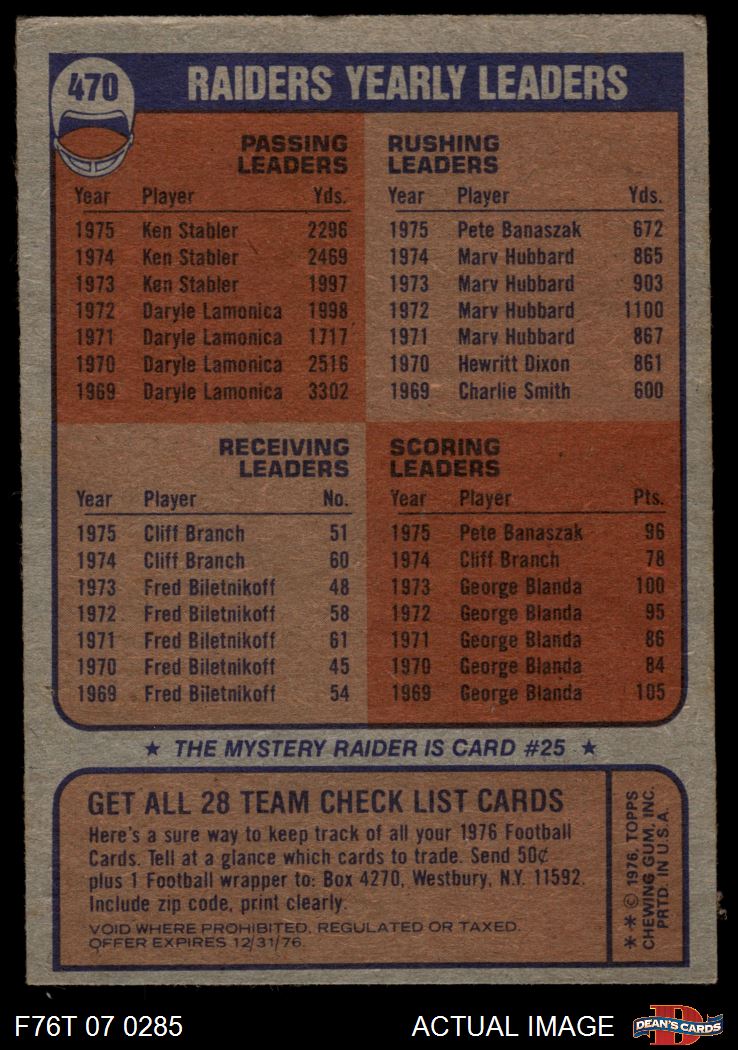 470
RAIDERS YEARLY LEADERS
PASSING
LEADERS
Year Player Yds.
1975 Ken Stabler 2296
1974 Ken Stabler 2469
1973 Ken Stabler 1997
1972 Daryle Lamonica 1998
1971 Daryle Lamonica 1717
1970 Daryle Lamonica 2516
1969 Daryle Lamonica 3302
RUSHING
LEADERS
Year Player Yds.
1975 Pete Banaszak 672
1974 Marv Hubbard 865
1973 Marv Hubbard 903
1972 Marv Hubbard 1100
1971 Marv Hubbard 867
1970 Hewritt Dixon 861
1969 Charlie Smith 600
RECEIVING
LEADERS
Year Player No.
1975 Cliff Branch 51
1974 Cliff Branch 60
1973 Fred Biletnikoff 48
1972 Fred Biletnikoff 58
1971 Fred Biletnikoff 61
1970 Fred Biletnikoff 45
1969 Fred Biletnikoff 54
SCORING
LEADERS
Year Player Pts.
1975 Pete Banaszak 96
1974 Cliff Branch 78
1973 George Blanda 100
1972 George Blanda 95
1971 George Blanda 86
1970 George Blanda 84
1969 George Blanda 105
★ THE MYSTERY RAIDER IS CARD #25 ★
GET ALL 28 TEAM CHECK LIST CARDS
Here's a sure way to keep track of all your 1976 Football
Cards. Tell at a glance which cards to trade. Send 50¢
plus 1 Football wrapper to: Box 4270, Westbury, N.Y. 11592.
Include zip code, print clearly.
VOID WHERE PROHIBITED, REGULATED OR TAXED.
OFFER EXPIRES 12/31/76.
** © 1976, TOPPS
CHEWING GUM, INC.
PRTD. IN U.S.A.
F76T 07 0285
ACTUAL IMAGE
DEAN'S CARDS